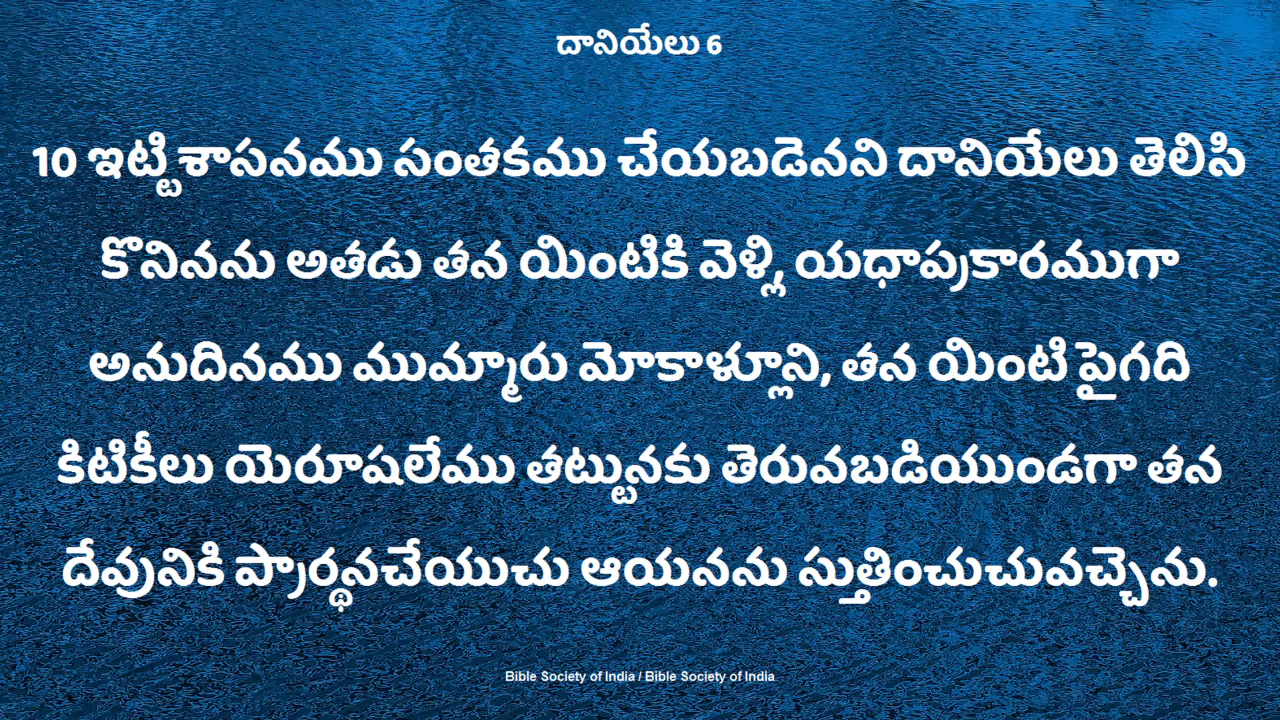 దానియేలు 6
10 ఇట్టి శాసనము సంతకము చేయబడెనని దానియేలు తెలిసి
కొనినను అతడు తన యింటికి వెళ్లి, యధాప్రకారముగా
అనుదినము ముమ్మారు మోకాళ్లూని, తన యింటి పైగది
కిటికీలు యెరూషలేము తట్టునకు తెరువబడియుండగా తన
దేవునికి ప్రార్థనచేయుచు ఆయనను స్తుతించుచువచ్చెను.
Bible Society of India / Bible Society of India